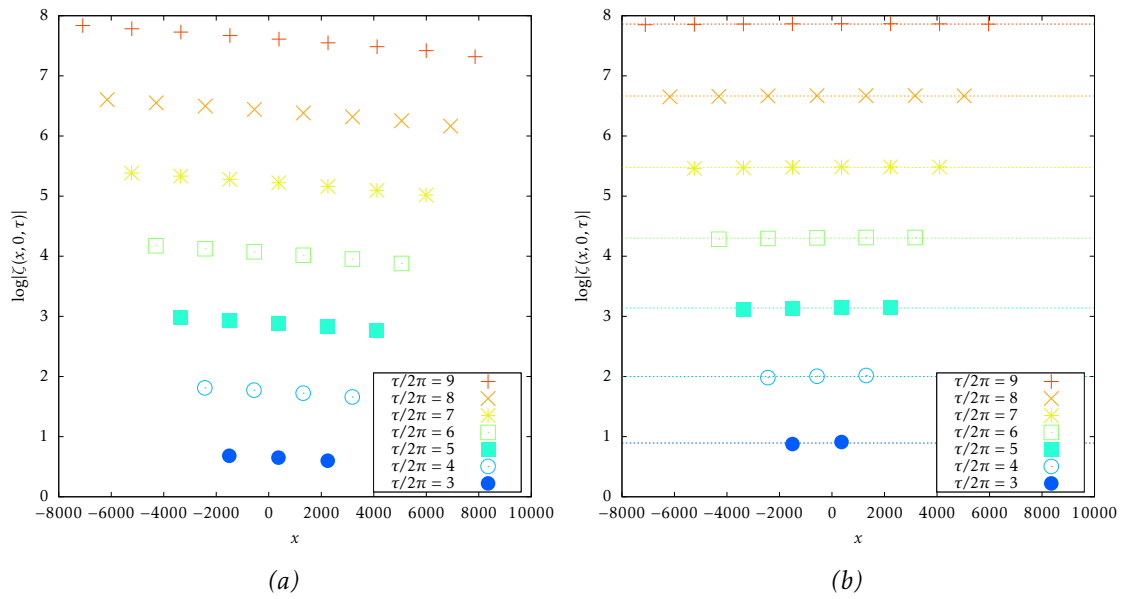 9
8
7
6
5
4
3
2
1
0
log|ζ(x, 0, τ)|
τ/2π = 9
τ/2π = 8
τ/2π = 7
τ/2π = 6
τ/2π = 5
τ/2π = 4
τ/2π = 3
−8000 −6000 −4000 −2000 0 2000 4000 6000 8000 10000
x
(a)
8
7
6
5
4
3
2
1
0
log|ζ(x, 0, τ)|
τ/2π = 9
τ/2π = 8
τ/2π = 7
τ/2π = 6
τ/2π = 5
τ/2π = 4
τ/2π = 3
−8000 −6000 −4000 −2000 0 2000 4000 6000 8000 10000
x
(b)